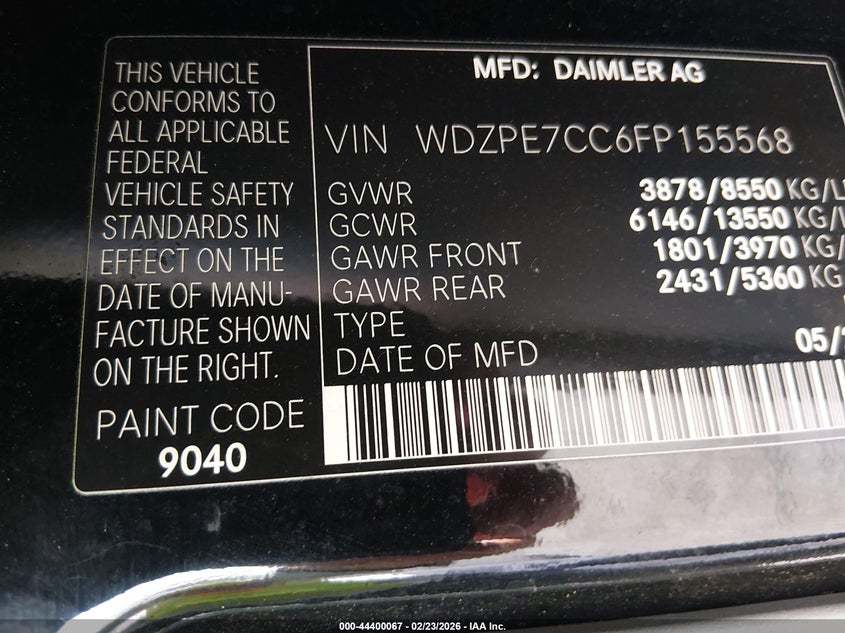 THIS VEHICLE
CONFORMS TO
ALL APPLICABLE
FEDERAL
VEHICLE SAFETY
STANDARDS IN
EFFECT ON THE
DATE OF MANU-
FACTURE SHOWN
ON THE RIGHT.
PAINT CODE
9040
MFD: DAIMLER AG
VIN WDZPE7CC6FP155568
GVWR 3878/8550 KG/L
GCWR 6146/13550 KG/
GAWR FRONT 1801/3970 KG/
GAWR REAR 2431/5360 KG
TYPE
DATE OF MFD 05/
000-44400067 - 02/23/2026 - IAA Inc.